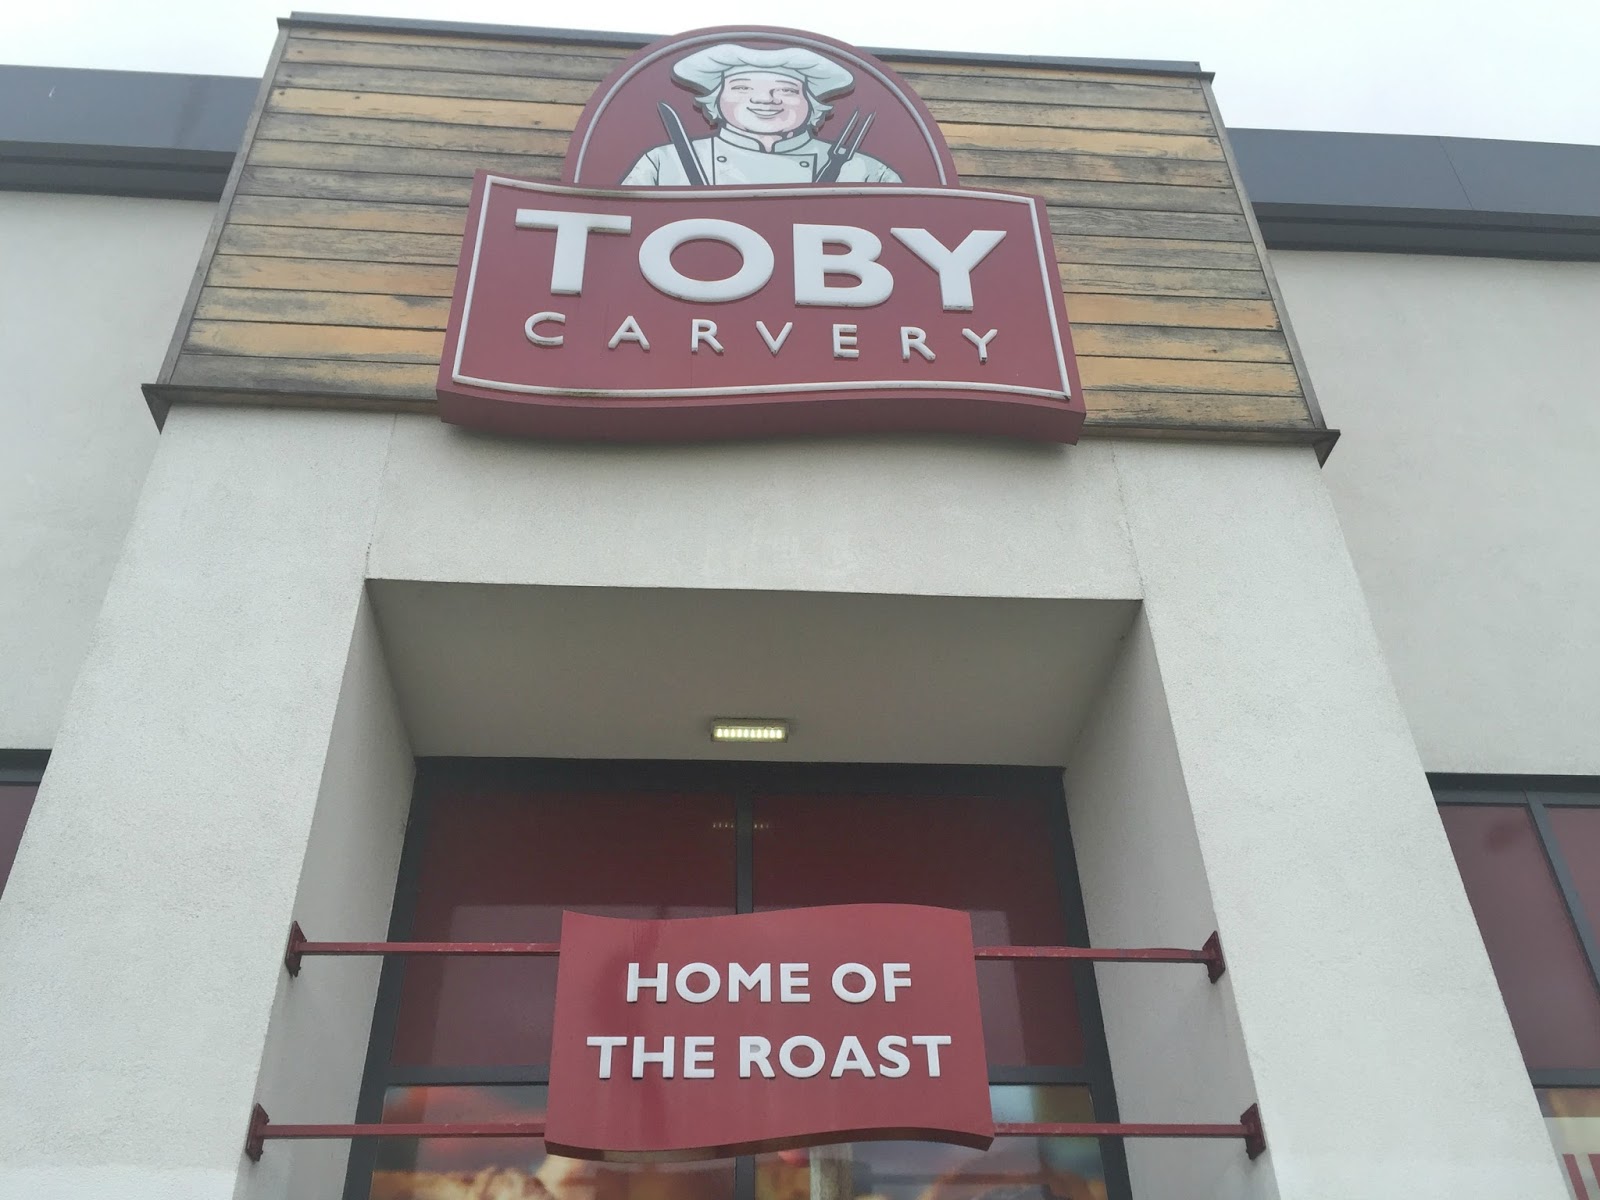 TOBY
CARVERY
HOME OF
THE ROAST